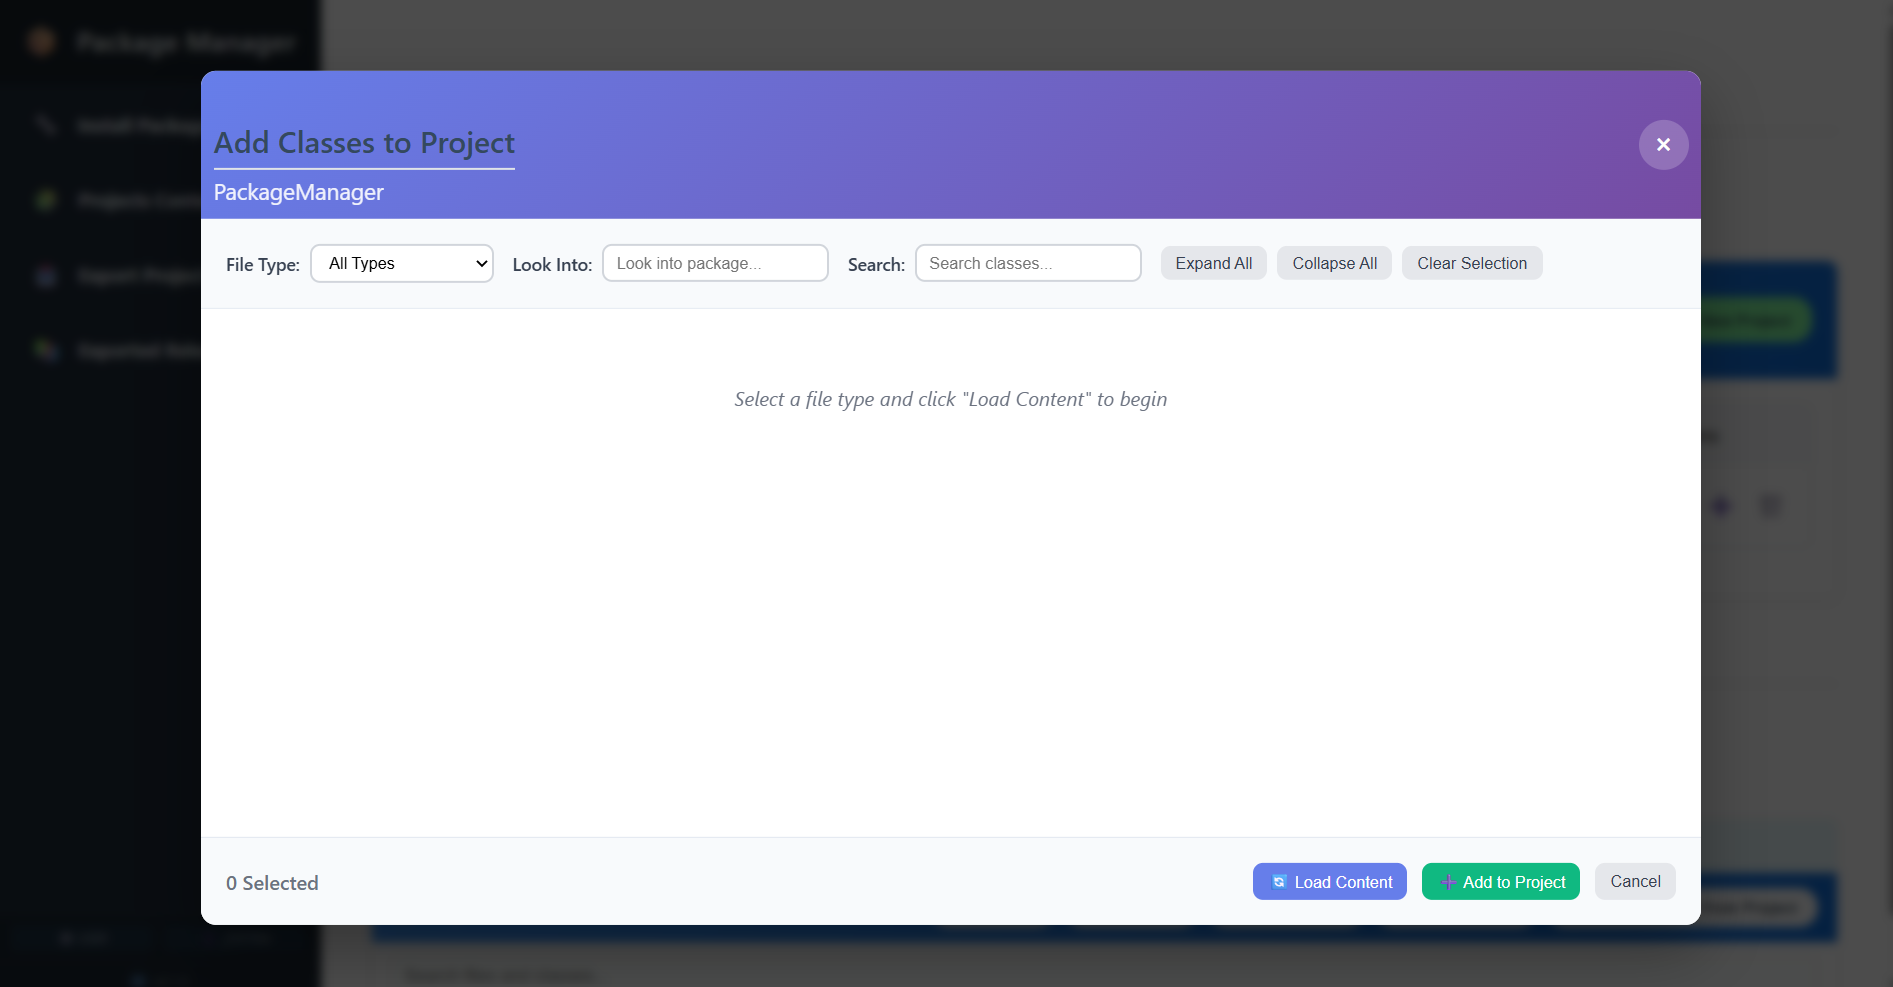 Package Manager
Add Classes to Project
PackageManager
File Type:
All Types
Look Into:
Look into package...
Search:
Search classes...
Expand All
Collapse All
Clear Selection
Select a file type and click "Load Content" to begin
0 Selected
Load Content
Add to Project
Cancel